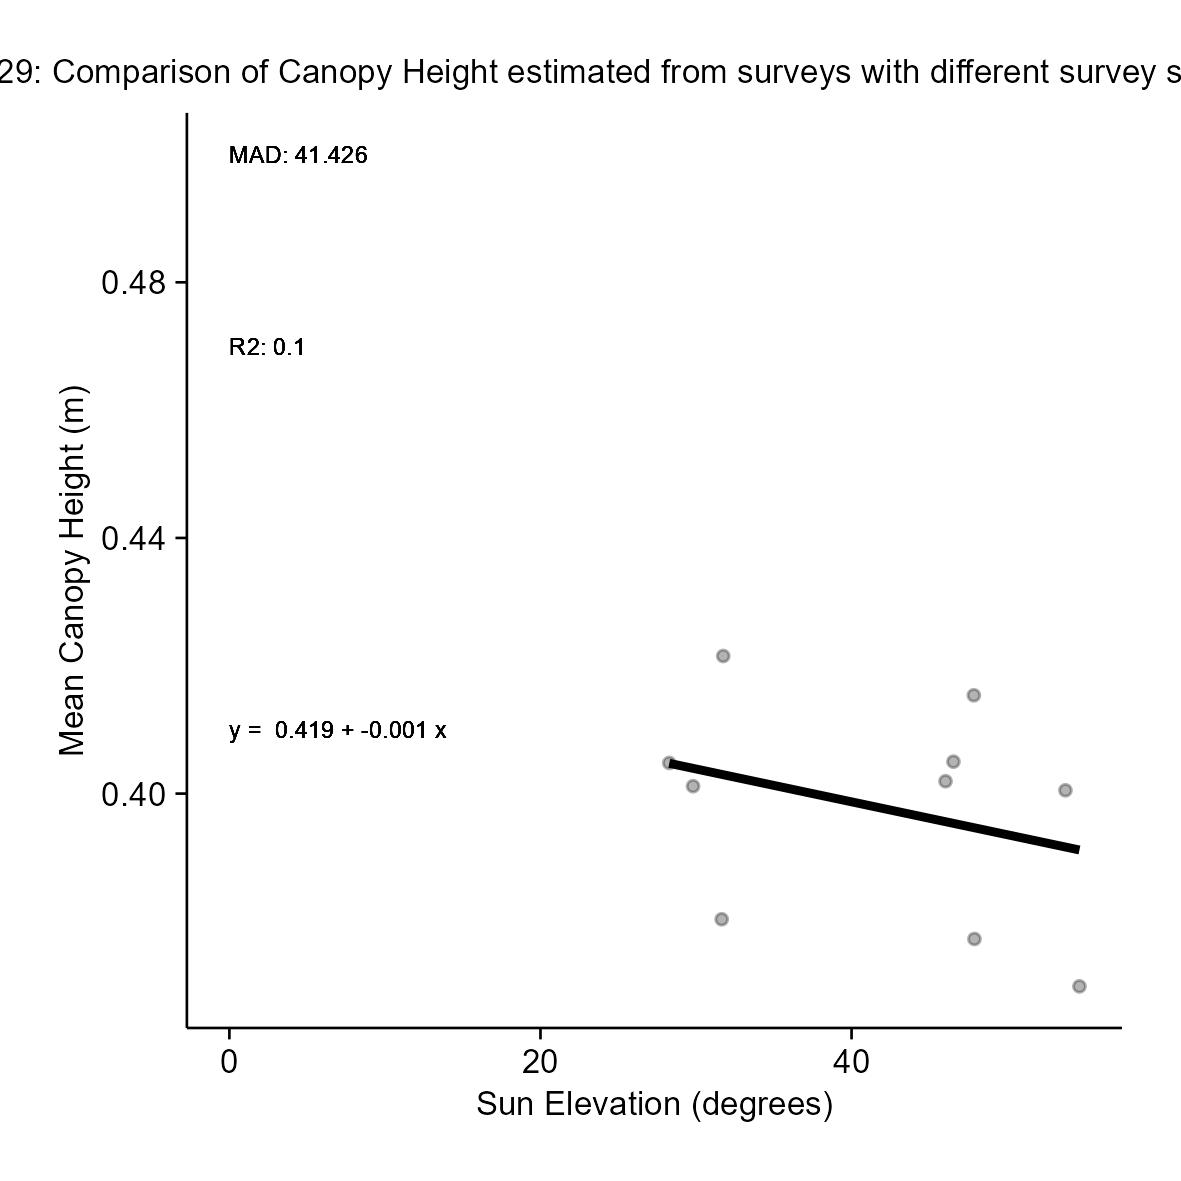 29: Comparison of Canopy Height estimated from surveys with different survey s
MAD: 41.426
0.48
R2: 0.1
0.44
Mean Canopy Height (m)
y =  0.419 + -0.001 x
0.40
0
20
40
Sun Elevation (degrees)